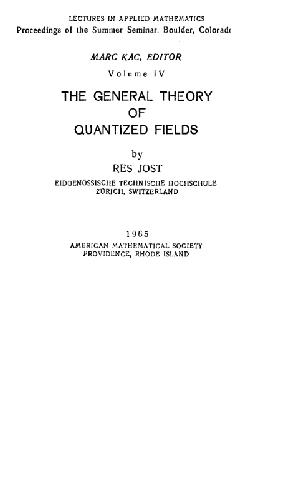 LECTURES IN APPLIED MATHEMATICS
Proceedings of the Summer Seminar, Boulder, Colorado
MARC KAC, EDITOR
Volume IV
THE GENERAL THEORY
OF
QUANTIZED FIELDS
by
RES JOST
EIDGENOSSISCHE TECHNISCHE HOCHSCHULE
ZÜRICH, SWITZERLAND
1965
AMERICAN MATHEMATICAL SOCIETY
PROVIDENCE, RHODE ISLAND